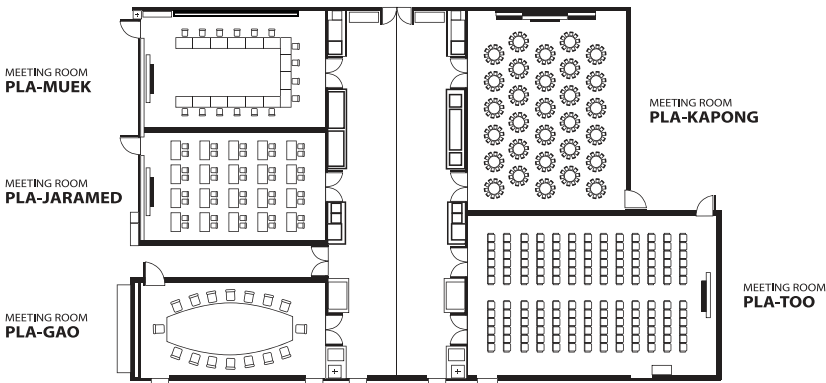 MEETING ROOM
PLA-MUEK
MEETING ROOM
PLA-JARAMED
MEETING ROOM
PLA-GAO
MEETING ROOM
PLA-KAPONG
MEETING ROOM
PLA-TOO